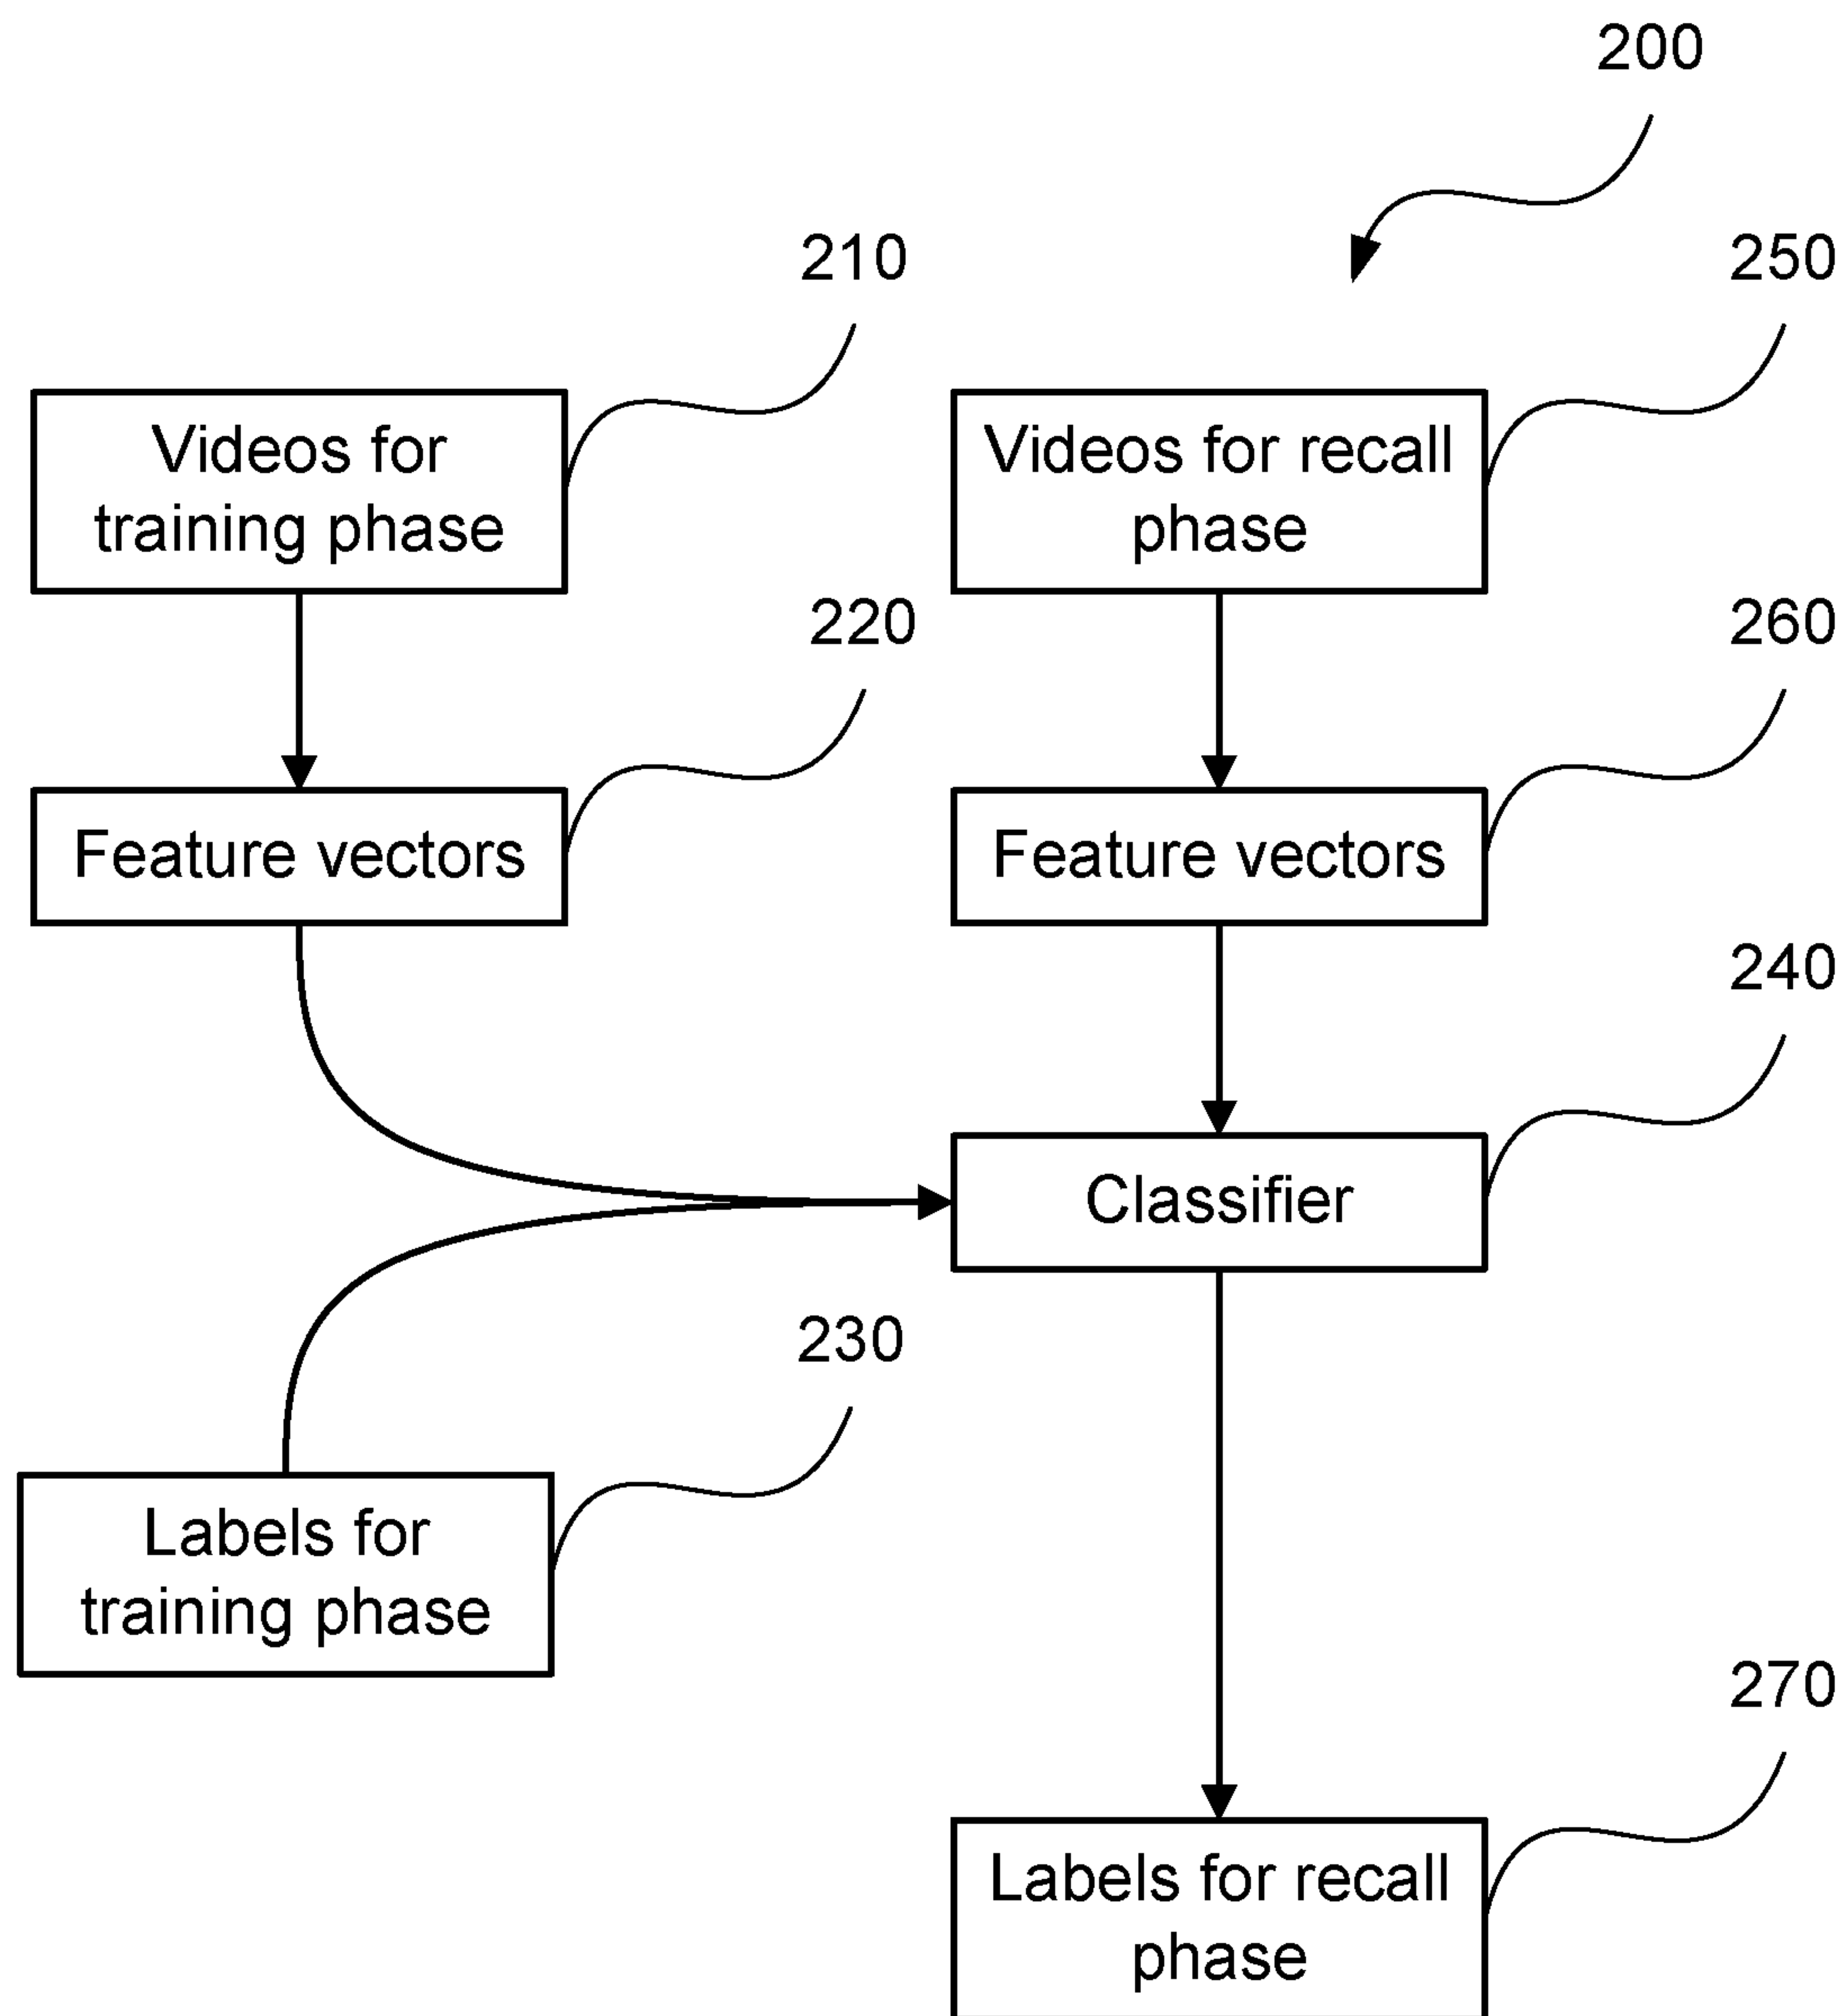 200
210
250
Videos for
training phase
Videos for recall
phase
220
260
Feature vectors
Feature vectors
240
Classifier
230
Labels for
training phase
270
Labels for recall
phase